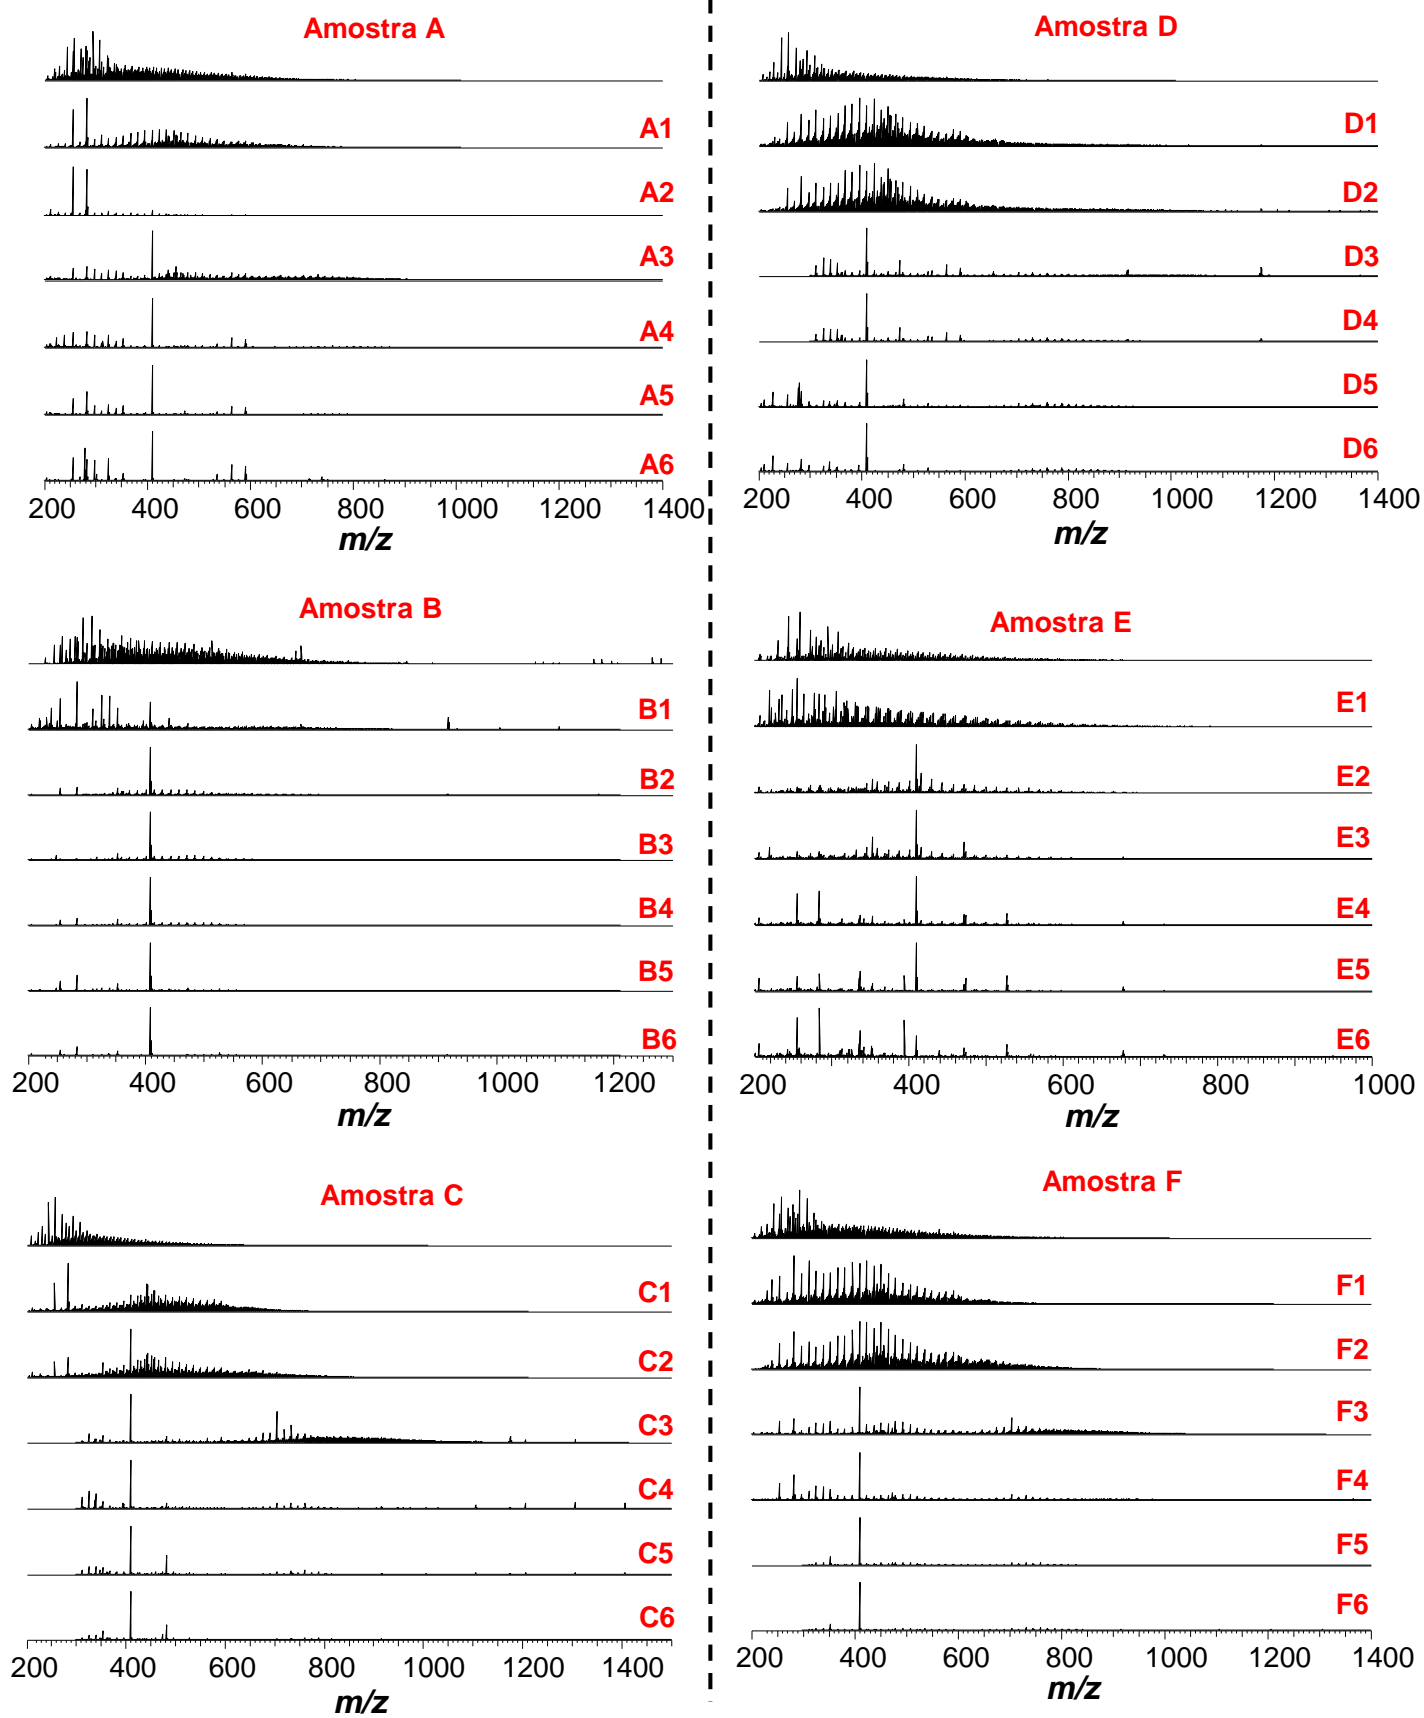 Amostra A
A1
A2
A3
A4
A5
A6
200 400 600 800 1000 1200 1400
m/z
Amostra D
D1
D2
D3
D4
D5
D6
200 400 600 800 1000 1200 1400
m/z
Amostra B
B1
B2
B3
B4
B5
B6
200 400 600 800 1000 1200
m/z
Amostra E
E1
E2
E3
E4
E5
E6
200 400 600 800 1000
m/z
Amostra C
C1
C2
C3
C4
C5
C6
200 400 600 800 1000 1200 1400
m/z
Amostra F
F1
F2
F3
F4
F5
F6
200 400 600 800 1000 1200 1400
m/z